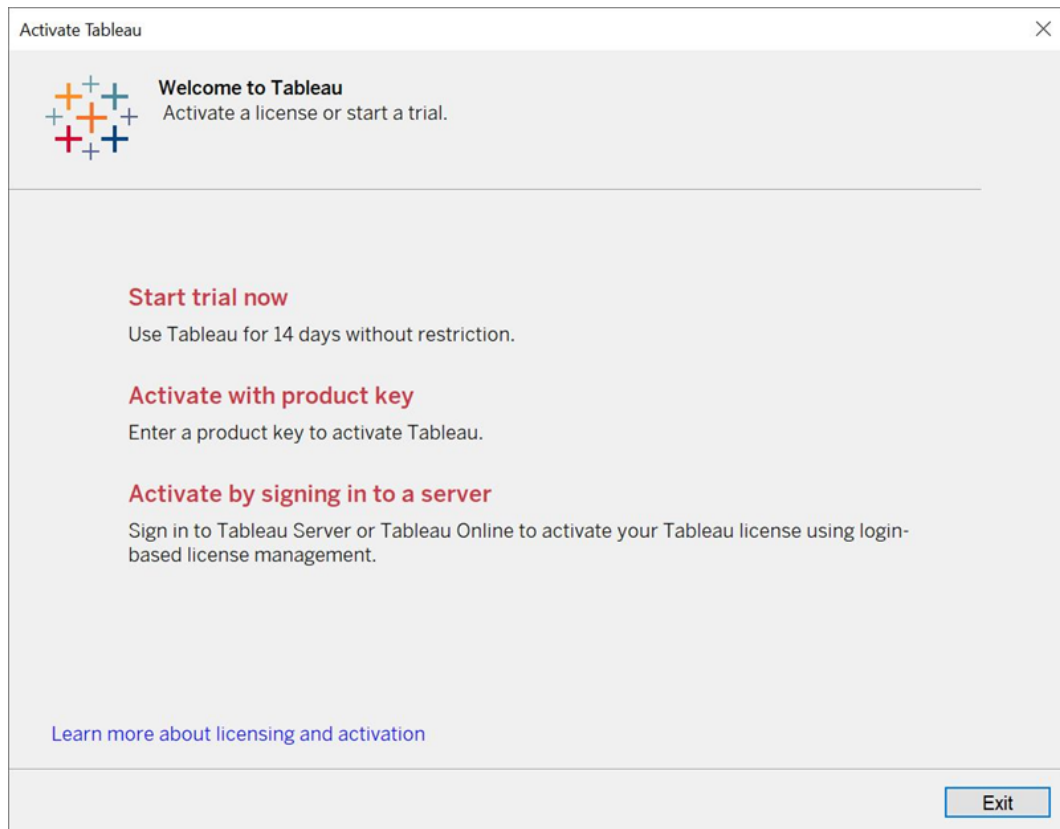 Activate Tableau
Welcome to Tableau
Activate a license or start a trial.
Start trial now
Use Tableau for 14 days without restriction.
Activate with product key
Enter a product key to activate Tableau.
Activate by signing in to a server
Sign in to Tableau Server or Tableau Online to activate your Tableau license using login-
based license management.
Learn more about licensing and activation
Exit